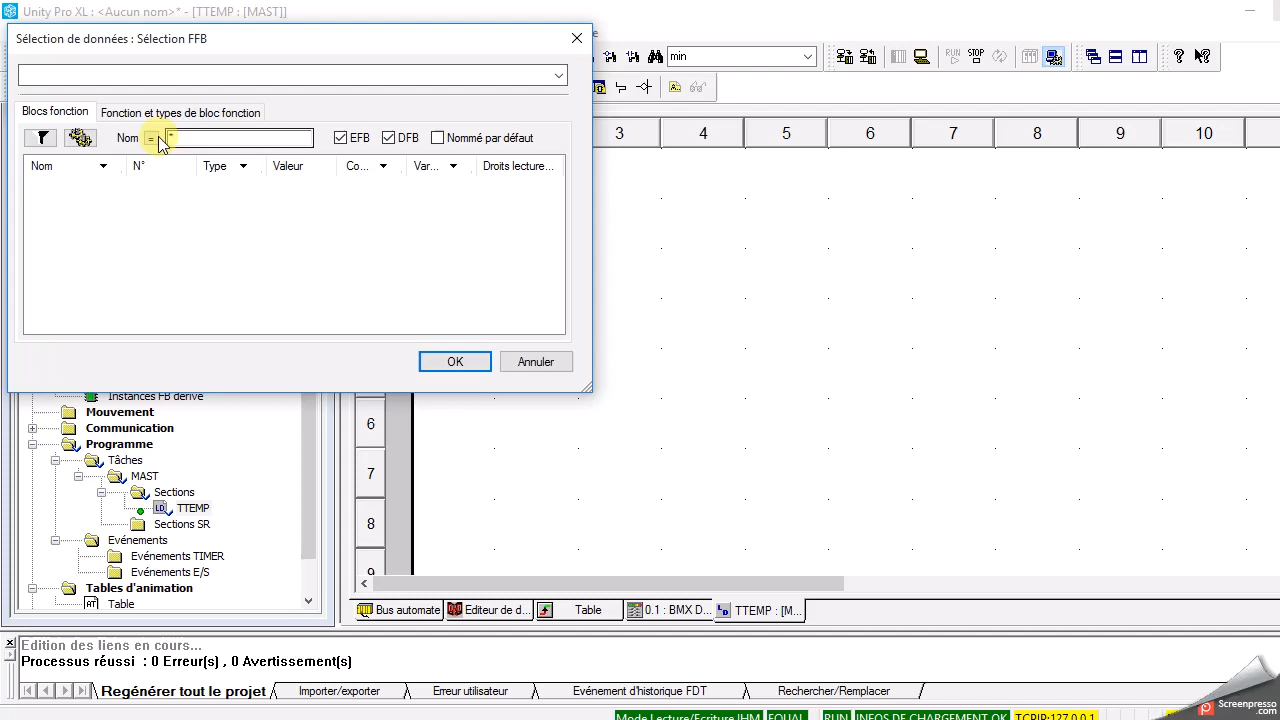 Unity Pro XL : <Aucun nom>* - [TTEMP : [MAST]]
Sélection de données : Sélection FFB
min
RUN STOP
Blocs fonction Fonction et types de bloc fonction
Nom = * EFB DFB Nommé par défaut
Nom N° Type Valeur Co... Var... Droits lecture...
3 4 5 6 7 8 9 10
OK Annuler
Instances FB dérivé
Mouvement
Communication
Programme
Tâches
MAST
Sections
LD TTEMP
Sections SR
Evénements
Evénements TIMER
Evénements E/S
Tables d'animation
Table
6
7
8
9
Bus automate Editeur de d... Table 0.1 : BMX D... TTEMP : [M...
Edition des liens en cours...
Processus réussi : 0 Erreur(s) , 0 Avertissement(s)
Regénérer tout le projet Importer/exporter Erreur utilisateur Evénement d'historique FDT Rechercher/Remplacer
Mode Lecture/Ecriture IHM EQUAL RUN INFOS DE CHARGEMENT OK TCPIP:127.0.0.1
Screenpresso
.com